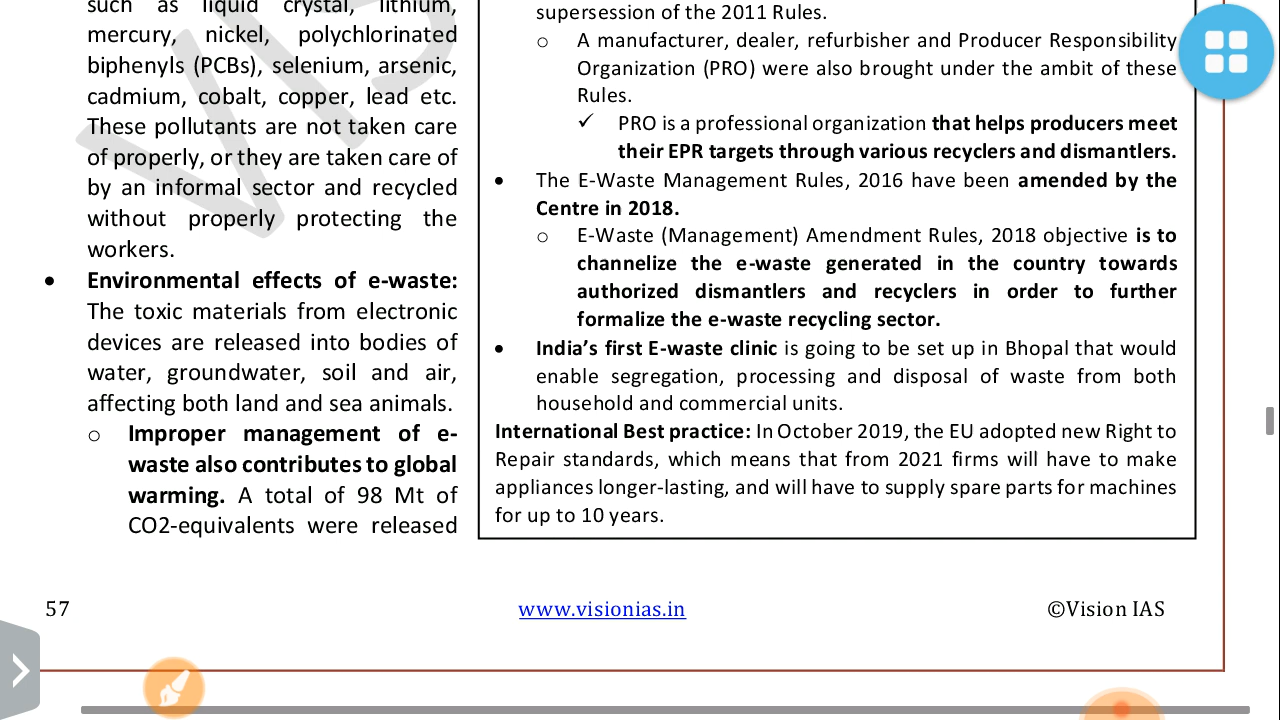 such as liquid crystal, lithium,
mercury, nickel, polychlorinated
biphenyls (PCBs), selenium, arsenic,
cadmium, cobalt, copper, lead etc.
These pollutants are not taken care
of properly, or they are taken care of
by an informal sector and recycled
without properly protecting the
workers.
• Environmental effects of e-waste:
The toxic materials from electronic
devices are released into bodies of
water, groundwater, soil and air,
affecting both land and sea animals.
o Improper management of e-
waste also contributes to global
warming. A total of 98 Mt of
CO2-equivalents were released
supersession of the 2011 Rules.
o A manufacturer, dealer, refurbisher and Producer Responsibility
Organization (PRO) were also brought under the ambit of these
Rules.
✓ PRO is a professional organization that helps producers meet
their EPR targets through various recyclers and dismantlers.
• The E-Waste Management Rules, 2016 have been amended by the
Centre in 2018.
o E-Waste (Management) Amendment Rules, 2018 objective is to
channelize the e-waste generated in the country towards
authorized dismantlers and recyclers in order to further
formalize the e-waste recycling sector.
• India’s first E-waste clinic is going to be set up in Bhopal that would
enable segregation, processing and disposal of waste from both
household and commercial units.
International Best practice: In October 2019, the EU adopted new Right to
Repair standards, which means that from 2021 firms will have to make
appliances longer-lasting, and will have to supply spare parts for machines
for up to 10 years.
57
www.visionias.in
©Vision IAS